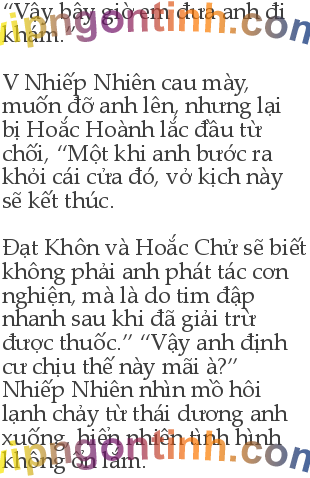 “Vậy bây giờ em đưa anh đi
khám.”
vipngontinh.com
V Nhiếp Nhiên cau mày,
muốn đỡ anh lên, nhưng lại
bị Hoắc Hoành lắc đầu từ
chối, “Một khi anh bước ra
khỏi cái cửa đó, vở kịch này
sẽ kết thúc.
Đạt Khôn và Hoắc Chử sẽ biết
không phải anh phát tác cơn
nghiện, mà là do tim đập
nhanh sau khi đã giải trừ
được thuốc.” “Vậy anh định
cư chịu thế này mãi à?”
Nhiếp Nhiên nhìn mồ hôi
lạnh chảy từ thái dương anh
xuống, hiển nhiên tình hình
không ổn lắm.
vipngontinh.com